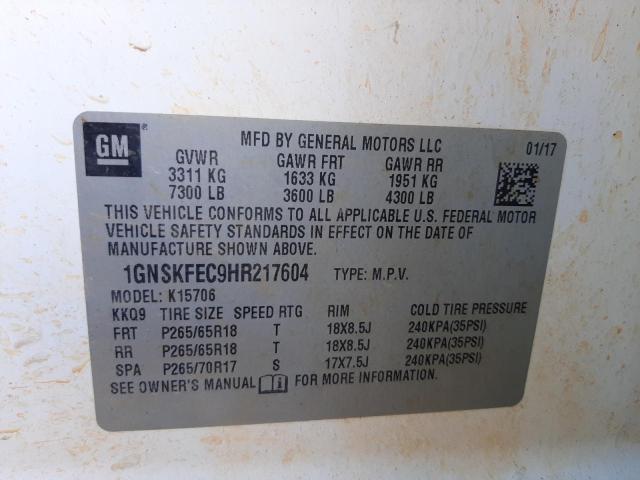 GM ® MFD BY GENERAL MOTORS LLC 01/17
GVWR GAWR FRT GAWR RR
3311 KG 1633 KG 1951 KG
7300 LB 3600 LB 4300 LB
THIS VEHICLE CONFORMS TO ALL APPLICABLE U.S. FEDERAL MOTOR
VEHICLE SAFETY STANDARDS IN EFFECT ON THE DATE OF
MANUFACTURE SHOWN ABOVE.
1GNSKFEC9HR217604 TYPE: M.P.V.
MODEL: K15706
KKQ9 TIRE SIZE SPEED RTG RIM COLD TIRE PRESSURE
FRT P265/65R18 T 18X8.5J 240KPA(35PSI)
RR P265/65R18 T 18X8.5J 240KPA(35PSI)
SPA P265/70R17 S 17X7.5J 240KPA(35PSI)
SEE OWNER'S MANUAL FOR MORE INFORMATION.